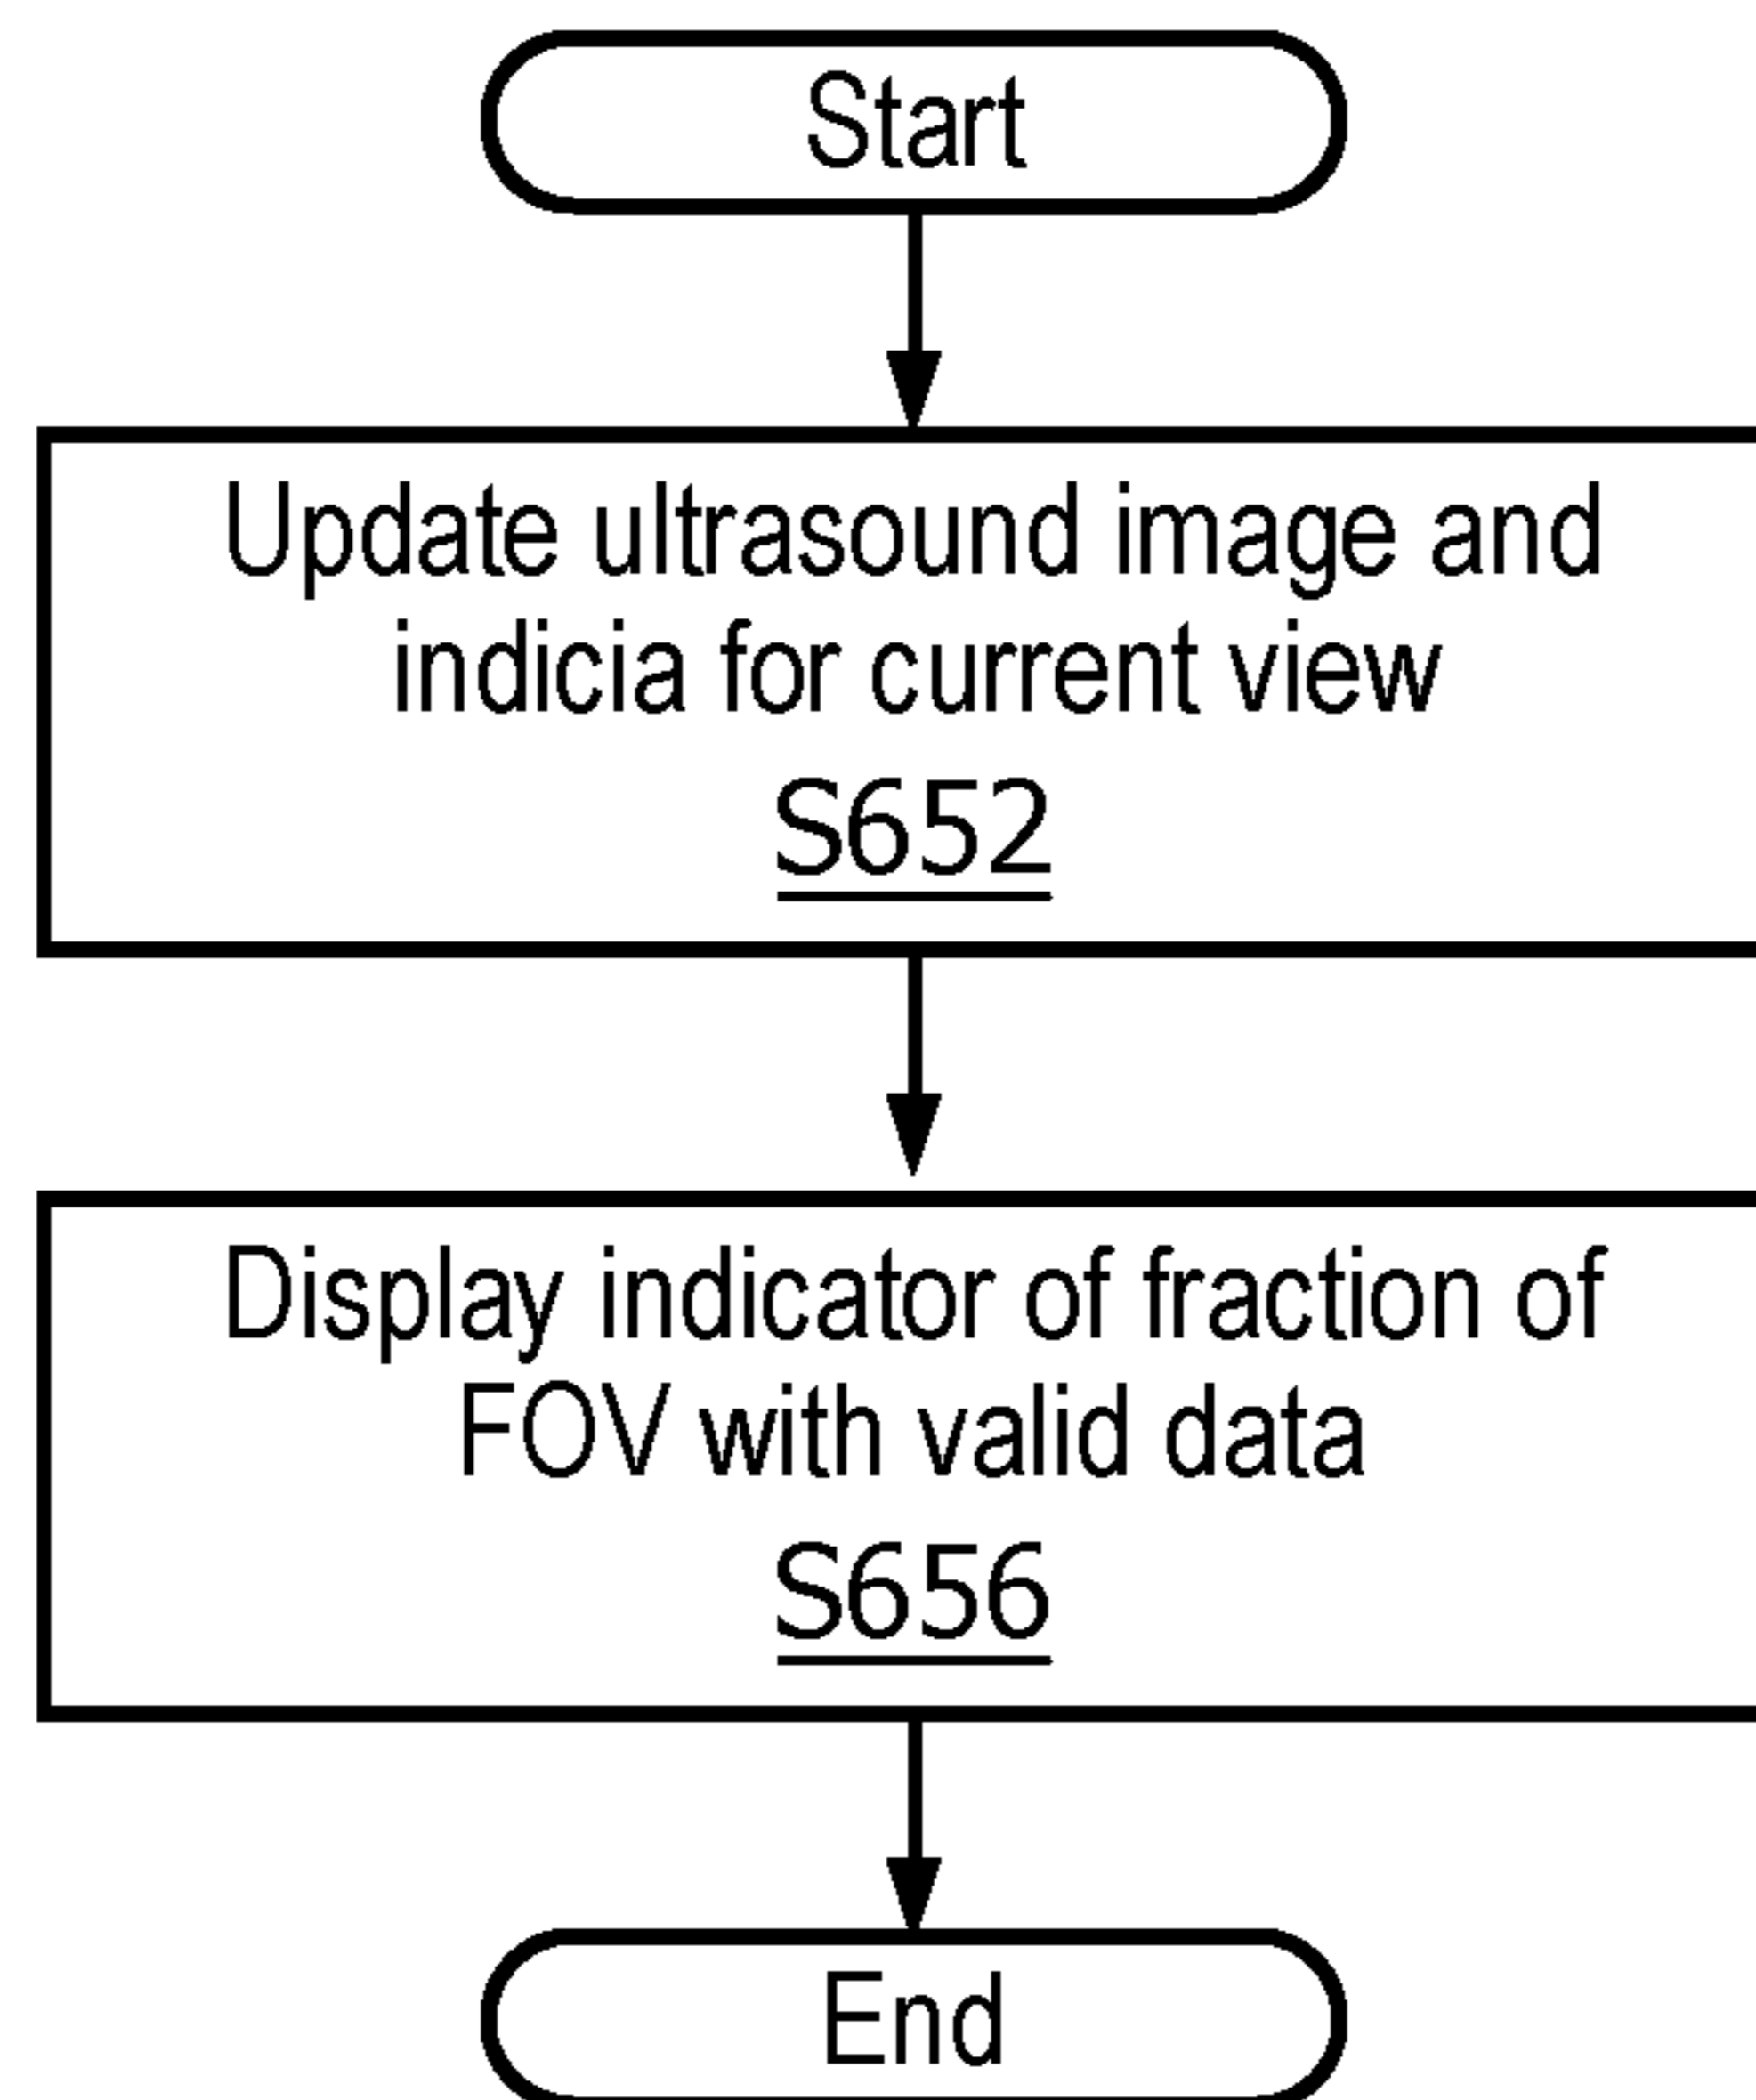 Start
Update ultrasound image and
indicia for current view
S652
Display indicator of fraction of
FOV with valid data
S656
End